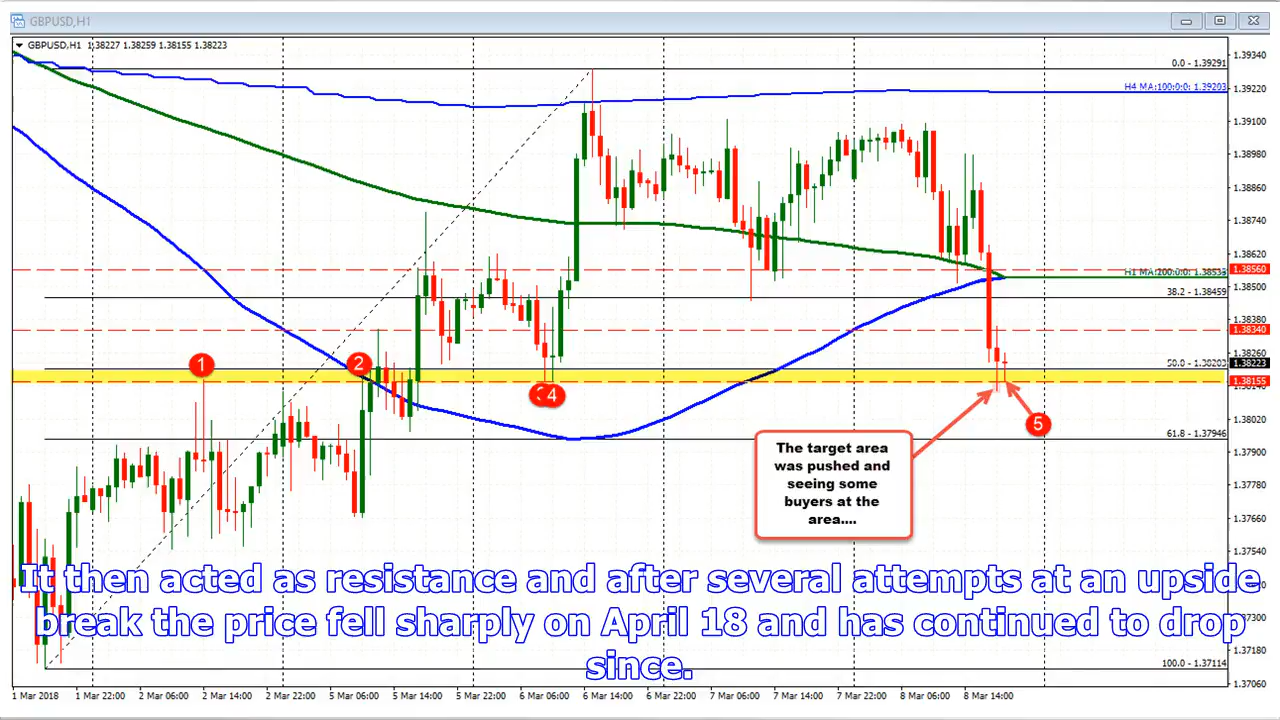 GBPUSD,H1
GBPUSD,H1 1.38227 1.38259 1.38155 1.38223
0.0 - 1.39291
1.39340
H4 MA:100:0:0: 1.39203
1.39220
1.39100
1.38980
1.38860
1.38740
1.38620
H1 MA:200:0:0: 1.38533
1.38560
38.2 - 1.38459
1.38500
1.38380
1.38340
1.38260
1
2
50.0 - 1.38203
1.38223
1.38155
4
1.38020
5
61.8 - 1.37946
1.37900
The target area
was pushed and
seeing some
buyers at the
area....
1.37780
1.37660
1.37540
It then acted as resistance and after several attempts at an upside
break the price fell sharply on April 18 and has continued to drop
since.
1.37300
1.37180
100.0 - 1.37114
1.37060
1 Mar 2018 1 Mar 22:00 2 Mar 06:00 2 Mar 14:00 2 Mar 22:00 5 Mar 06:00 5 Mar 14:00 5 Mar 22:00 6 Mar 06:00 6 Mar 14:00 6 Mar 22:00 7 Mar 06:00 7 Mar 14:00 7 Mar 22:00 8 Mar 06:00 8 Mar 14:00